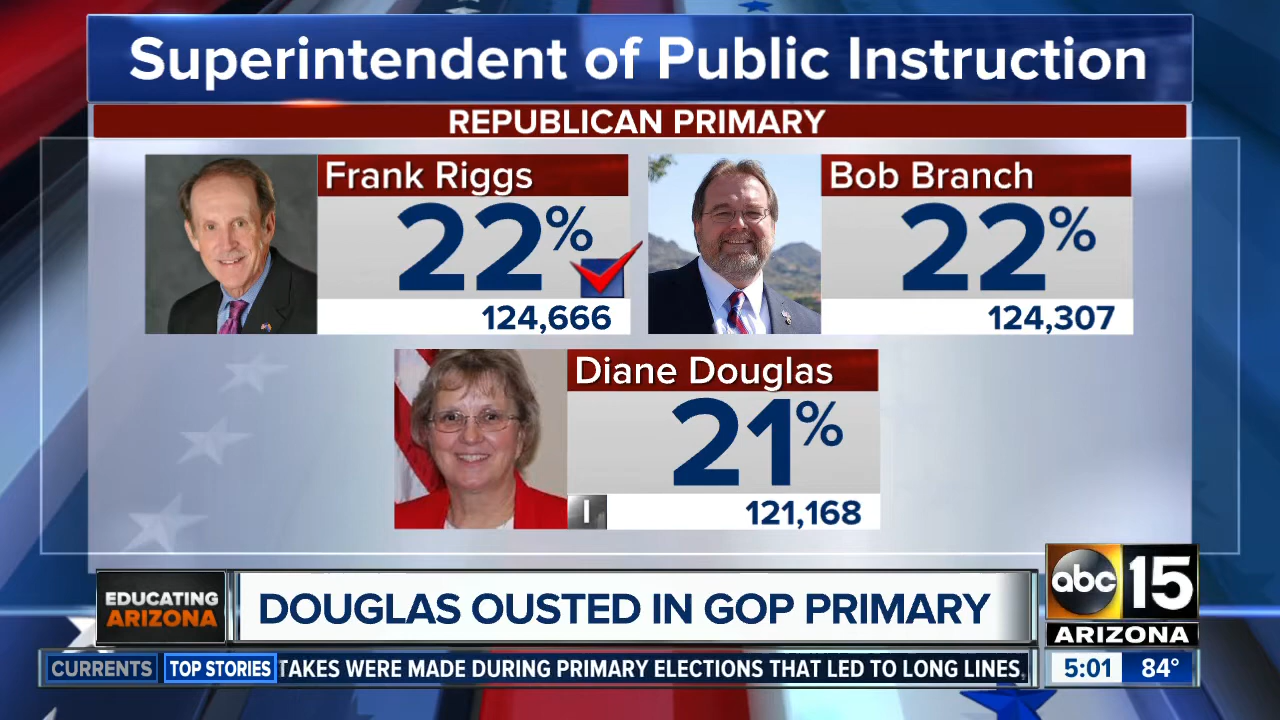 Superintendent of Public Instruction
REPUBLICAN PRIMARY
Frank Riggs
22%
124,666
Bob Branch
22%
124,307
Diane Douglas
21%
I
121,168
EDUCATING
ARIZONA
DOUGLAS OUSTED IN GOP PRIMARY
abc 15
ARIZONA
CURRENTS
TOP STORIES
TAKES WERE MADE DURING PRIMARY ELECTIONS THAT LED TO LONG LINES,
5:01
84°